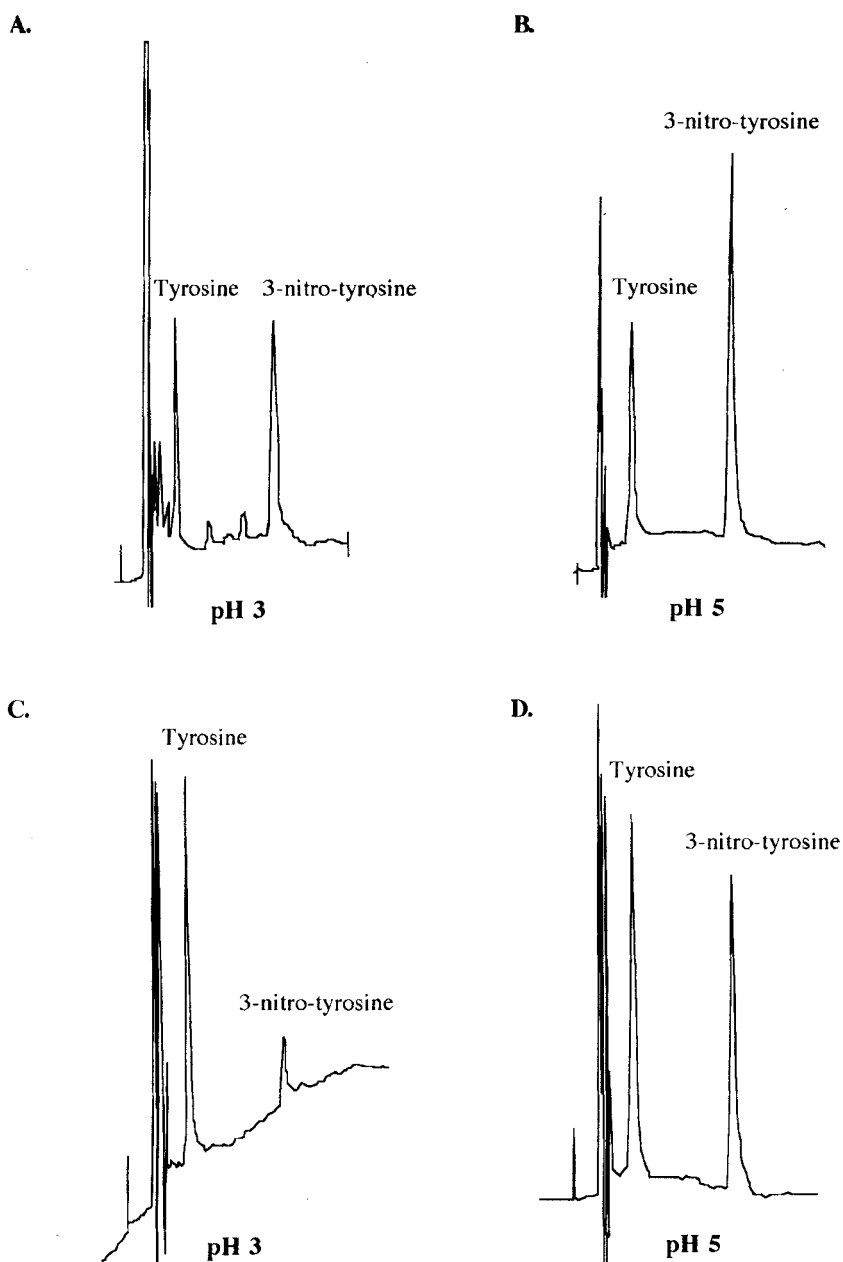 A.
Tyrosine 3-nitro-tyrosine
pH 3
B.
3-nitro-tyrosine
Tyrosine
pH 5
C.
Tyrosine
3-nitro-tyrosine
pH 3
D.
Tyrosine
3-nitro-tyrosine
pH 5